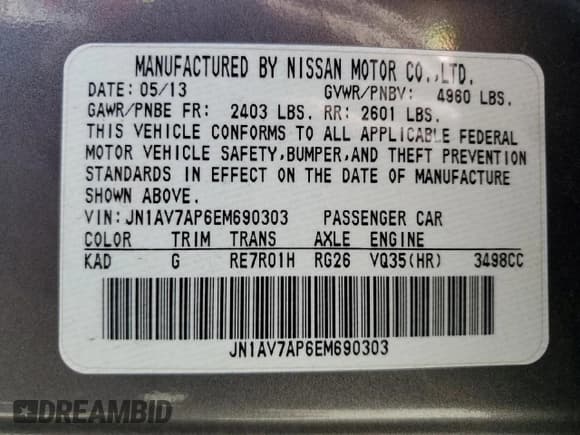 MANUFACTURED BY NISSAN MOTOR CO.,LTD.
DATE: 05/13 GVWR/PNBV: 4960 LBS.
GAWR/PNBE FR: 2403 LBS. RR: 2601 LBS.
THIS VEHICLE CONFORMS TO ALL APPLICABLE FEDERAL
MOTOR VEHICLE SAFETY,BUMPER,AND THEFT PREVENTION
STANDARDS IN EFFECT ON THE DATE OF MANUFACTURE
SHOWN ABOVE.
VIN:JN1AV7AP6EM690303 PASSENGER CAR
COLOR TRIM TRANS AXLE ENGINE
KAD G RE7R01H RG26 VQ35(HR) 3498CC
JN1AV7AP6EM690303
DREAMBID